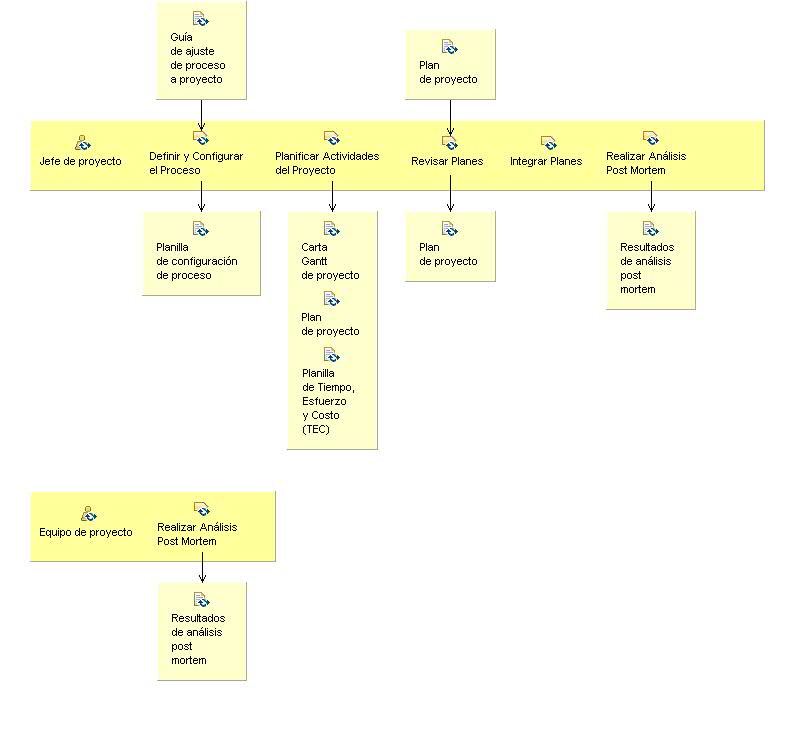 Guía
de ajuste
de proceso
a proyecto
Plan
de proyecto
Jefe de proyecto
Definir y Configurar
el Proceso
Planificar Actividades
del Proyecto
Revisar Planes
Integrar Planes
Realizar Análisis
Post Mortem
Planilla
de configuración
de proceso
Carta
Gantt
de proyecto
Plan
de proyecto
Planilla
de Tiempo,
Esfuerzo
y Costo
(TEC)
Plan
de proyecto
Resultados
de análisis
post
mortem
Equipo de proyecto
Realizar Análisis
Post Mortem
Resultados
de análisis
post
mortem